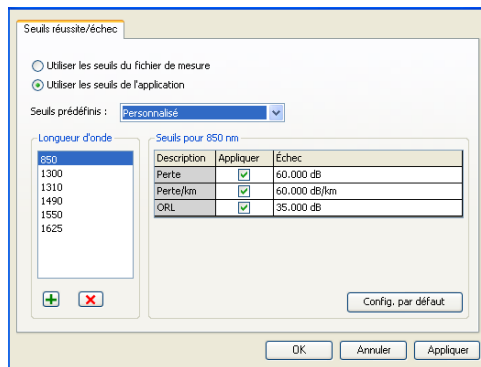 Seuils réussite/échec
Utiliser les seuils du fichier de mesure
Utiliser les seuils de l'application
Seuils prédéfinis : Personnalisé
Longueur d'onde
850
1300
1310
1490
1550
1625
Seuils pour 850 nm
Description Appliquer Échec
Perte 60.000 dB
Perte/km 60.000 dB/km
ORL 35.000 dB
Config. par défaut
OK Annuler Appliquer